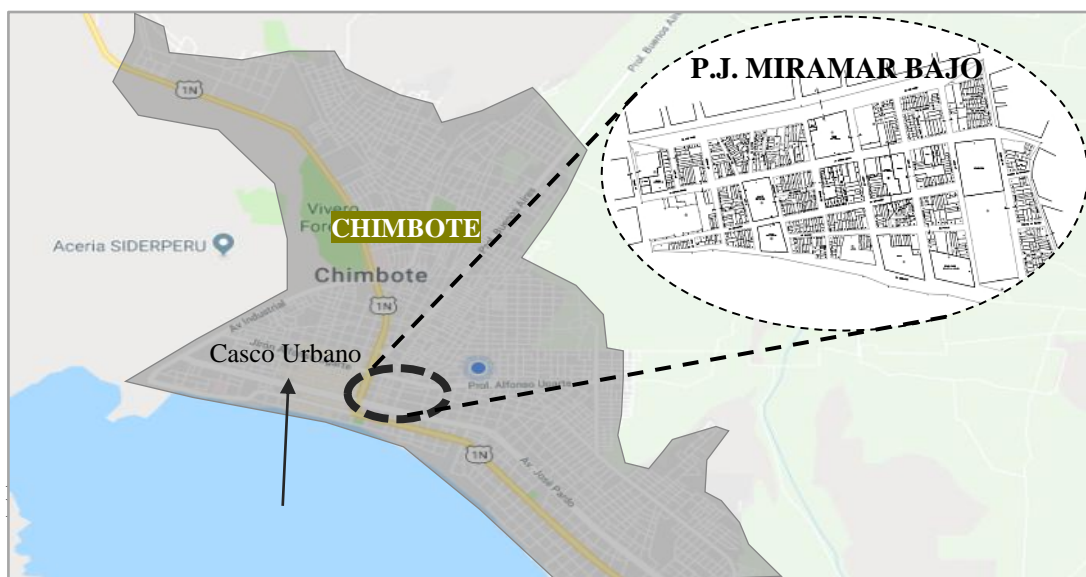 P.J. MIRAMAR BAJO
1N
Vivero
CHIMBOTE
Aceria SIDERPERU
Chimbote
1N
Av Industrial
Casco Urbano
Prol. Alfonso Ugarte
1N
Av. José Pardo